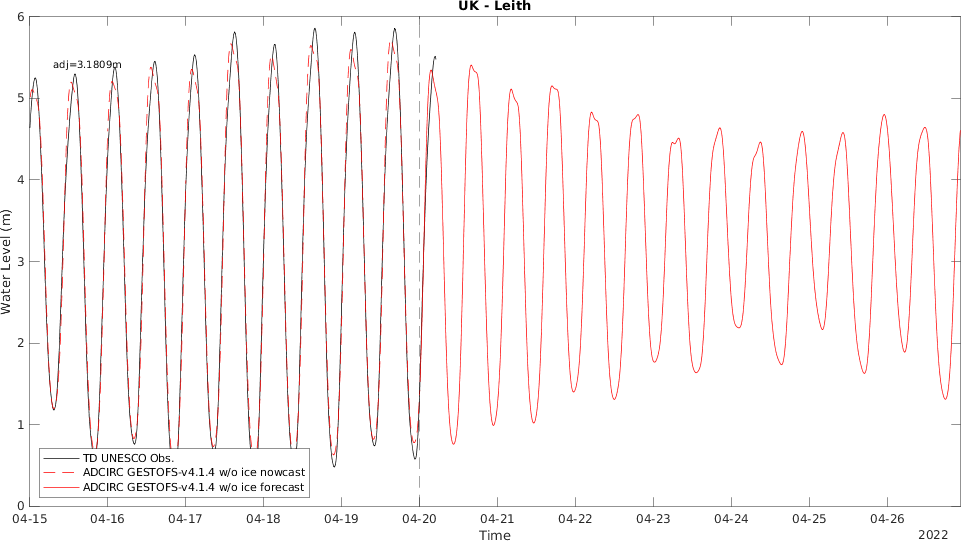 UK - Leith
adj=3.1809m
Water Level (m)
6
5
4
3
2
1
0
TD UNESCO Obs.
ADCIRC GESTOFS-v4.1.4 w/o ice nowcast
ADCIRC GESTOFS-v4.1.4 w/o ice forecast
04-15 04-16 04-17 04-18 04-19 04-20 04-21 04-22 04-23 04-24 04-25 04-26
Time
2022